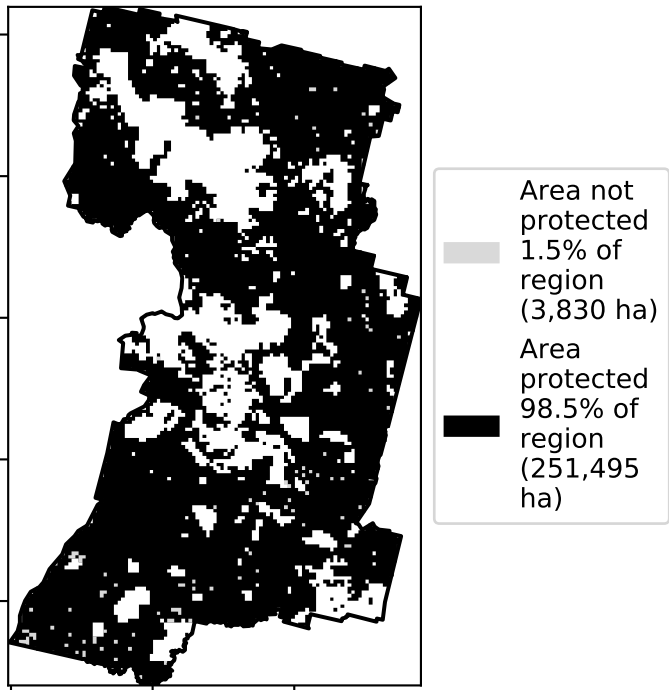 Area not
protected
1.5% of
region
(3,830 ha)
Area
protected
98.5% of
region
(251,495
ha)